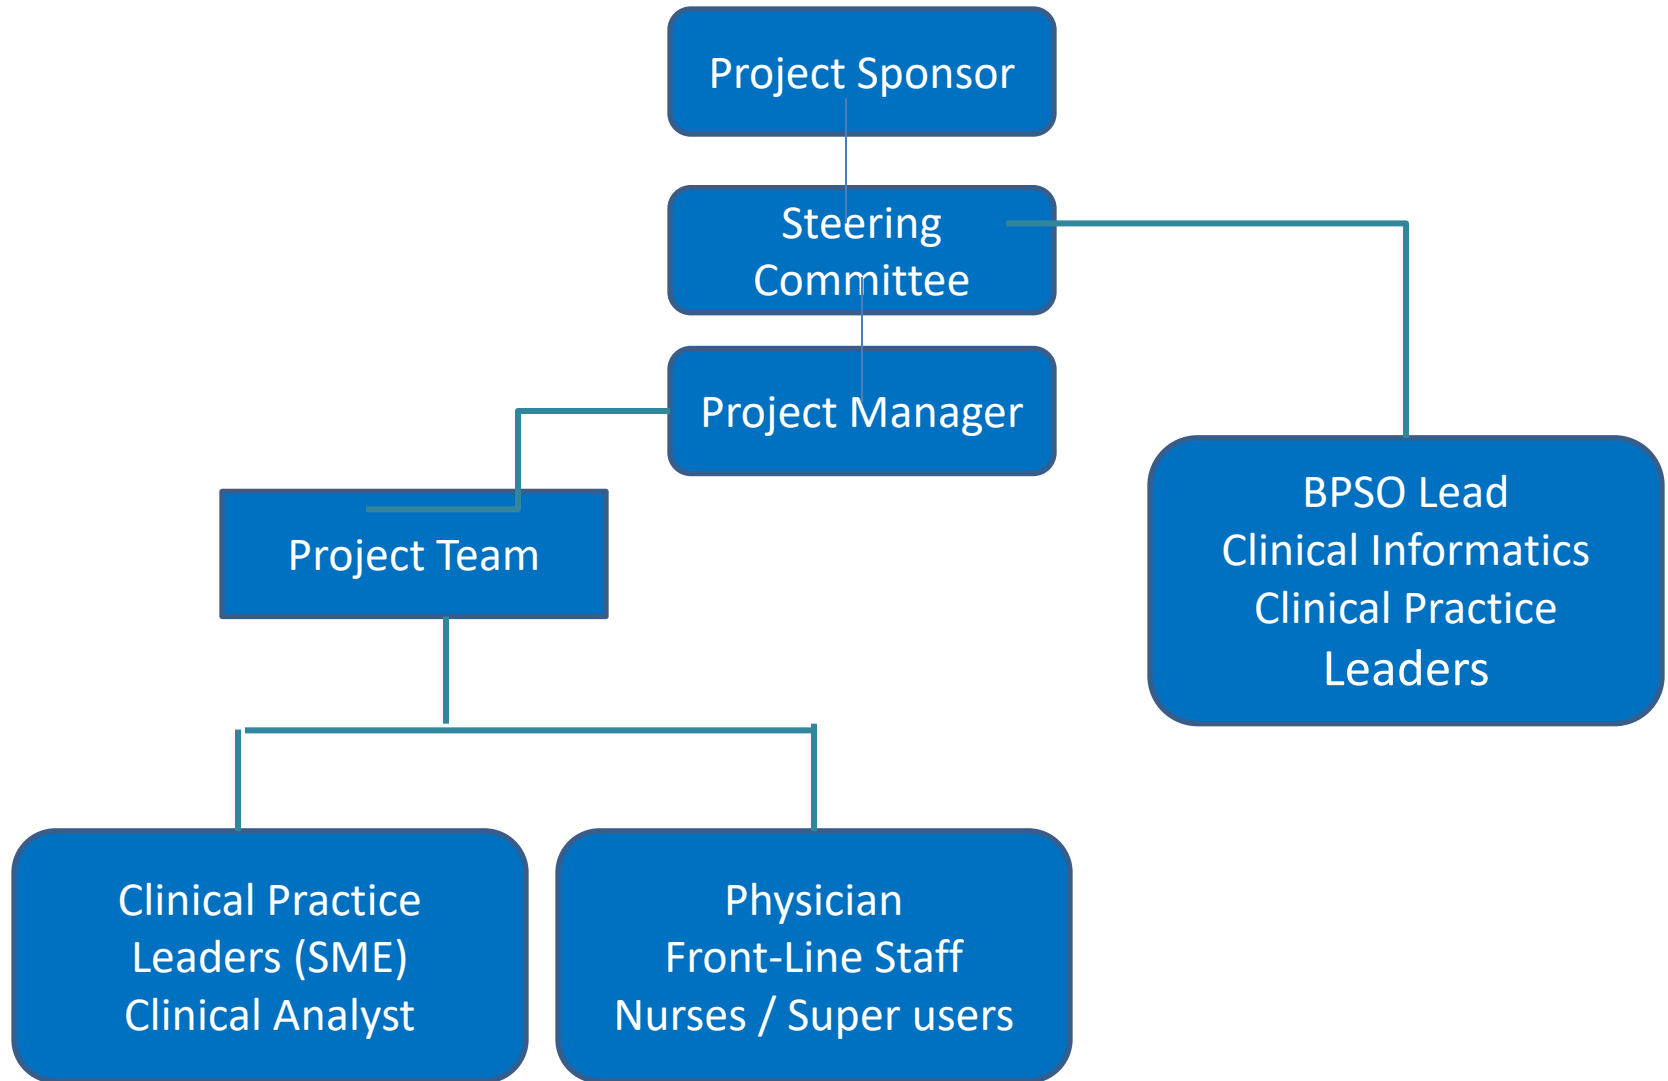 Project Sponsor
Steering
Committee
Project Manager
Project Team
BPSO Lead
Clinical Informatics
Clinical Practice
Leaders
Clinical Practice
Leaders (SME)
Clinical Analyst
Physician
Front-Line Staff
Nurses / Super users